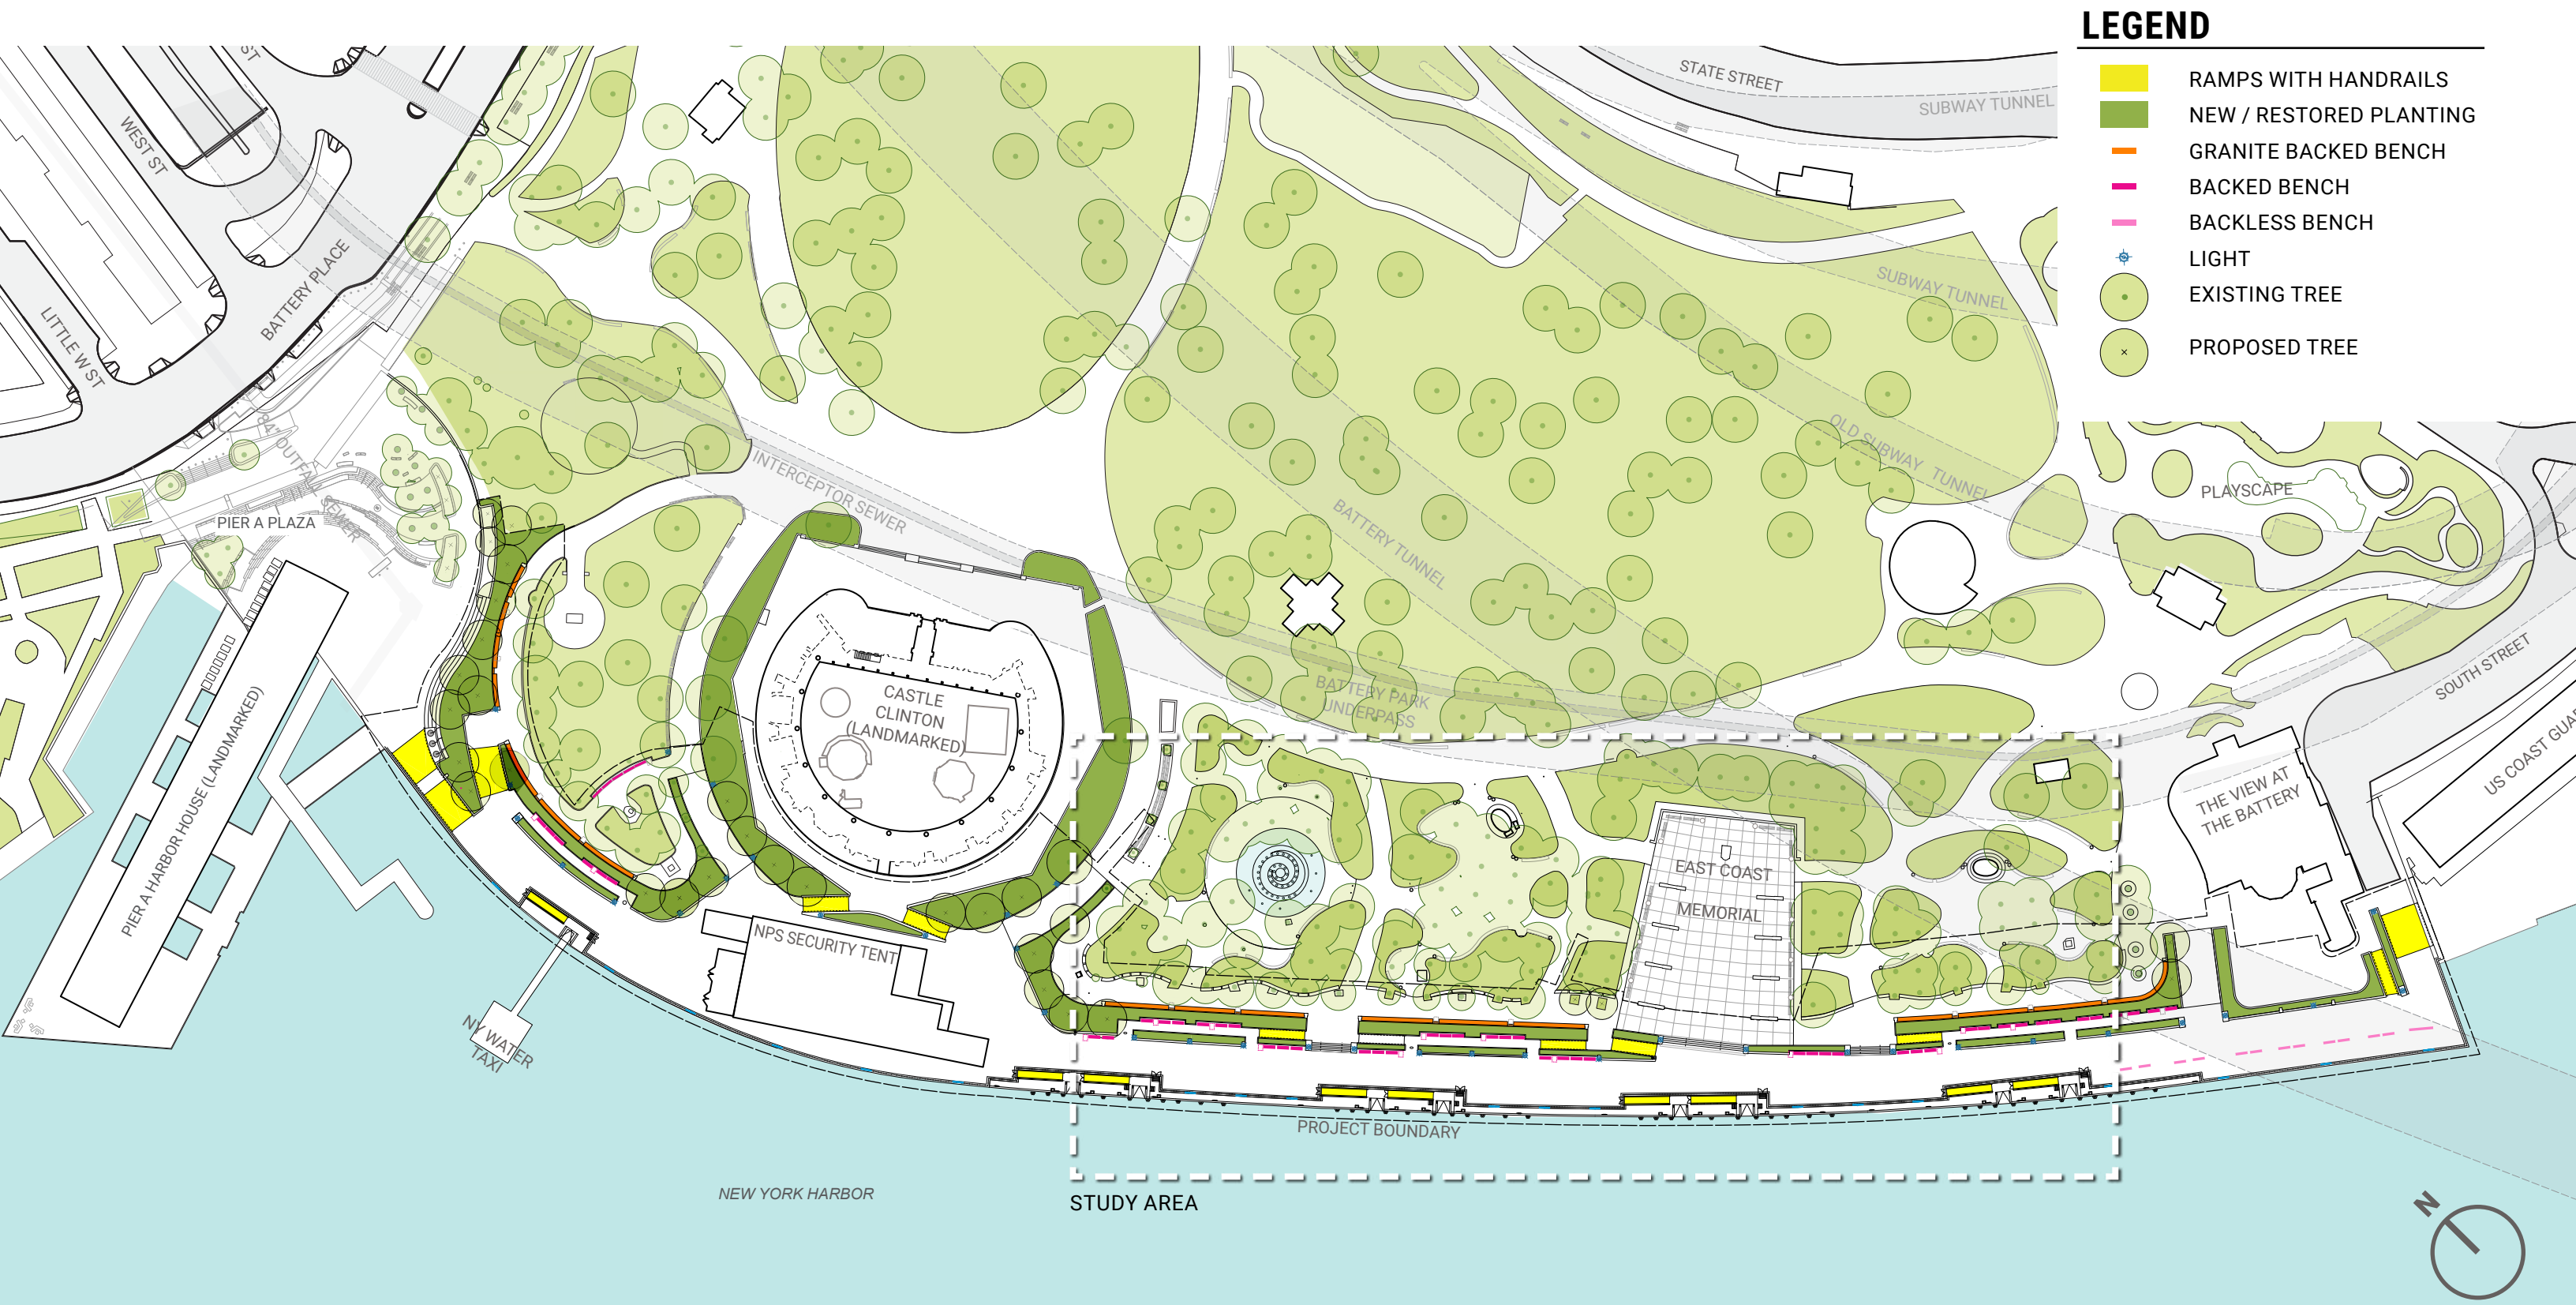 LEGEND
RAMPS WITH HANDRAILS
NEW / RESTORED PLANTING
GRANITE BACKED BENCH
BACKED BENCH
BACKLESS BENCH
LIGHT
EXISTING TREE
PROPOSED TREE
ST
WEST ST
BATTERY PLACE
LITTLE W ST
STATE STREET
SUBWAY TUNNEL
SUBWAY TUNNEL
OLD SUBWAY TUNNEL
84" OUTFALL SEWER
PIER A PLAZA
INTERCEPTOR SEWER
BATTERY TUNNEL
PLAYSCAPE
PIER A HARBOR HOUSE (LANDMARKED)
CASTLE
CLINTON
(LANDMARKED)
BATTERY PARK
UNDERPASS
SOUTH STREET
US COAST GUA
THE VIEW AT
THE BATTERY
EAST COAST
MEMORIAL
NPS SECURITY TENT
NY WATER
TAXI
PROJECT BOUNDARY
NEW YORK HARBOR
STUDY AREA
N